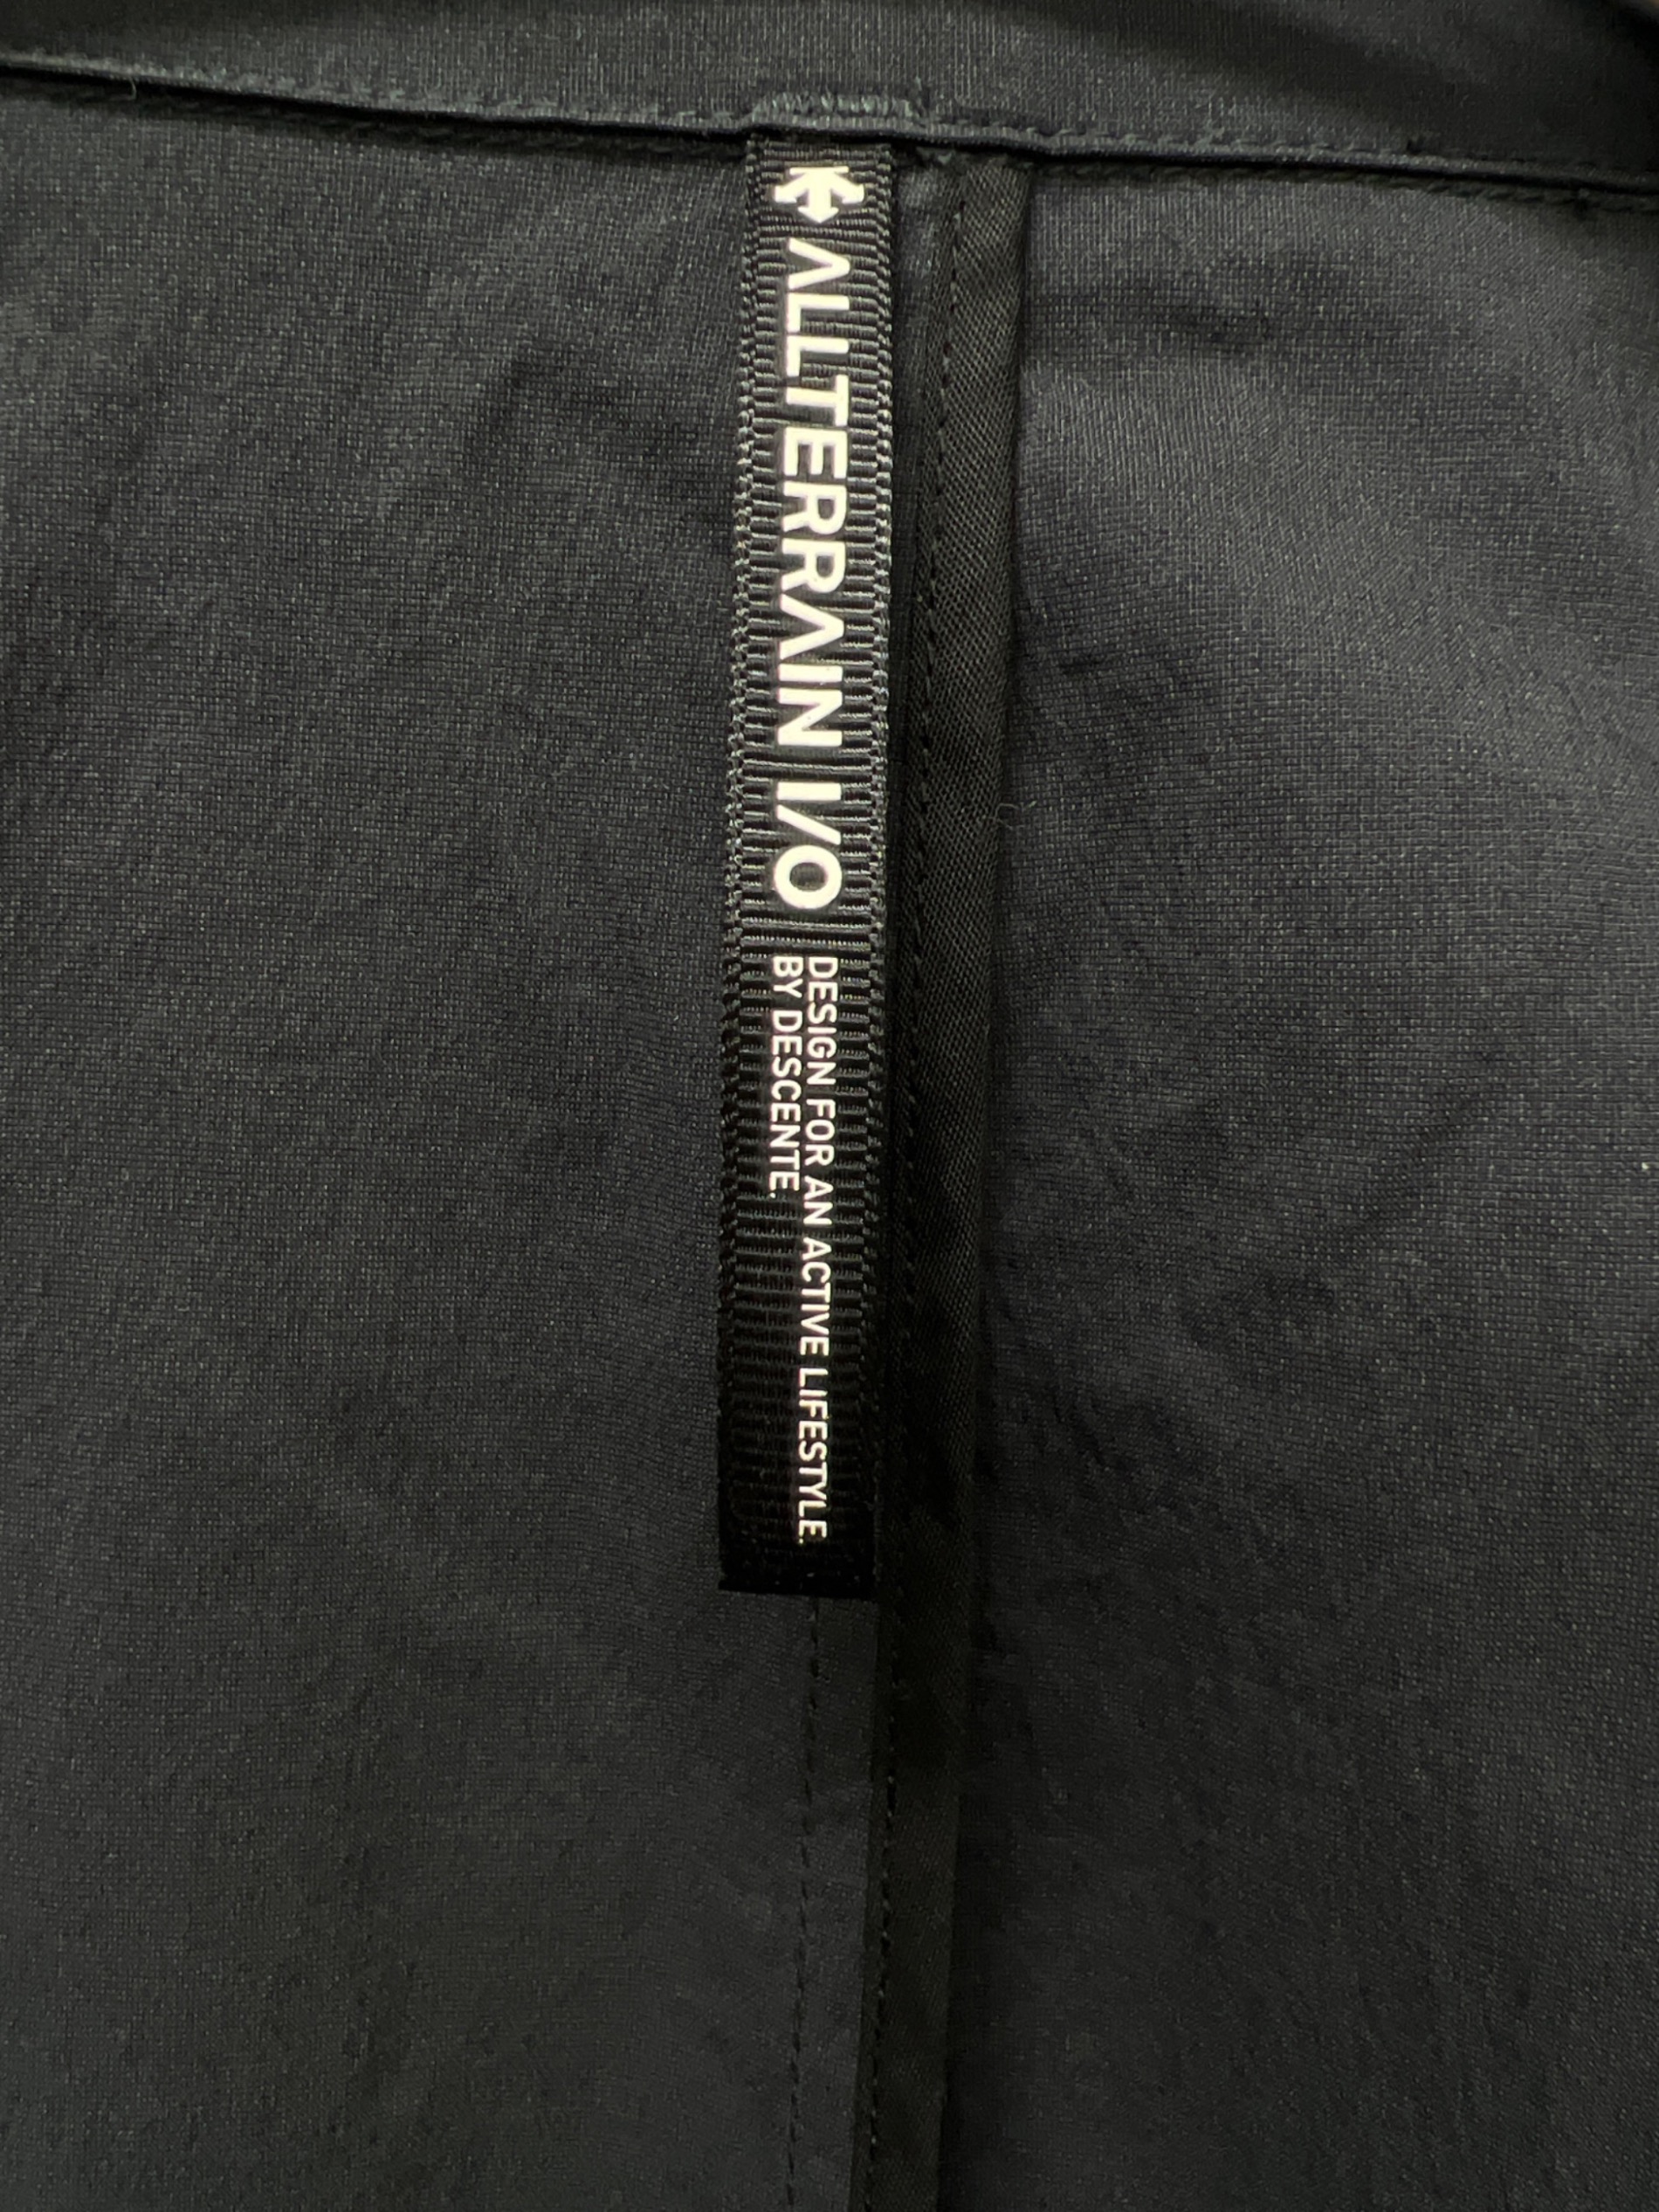 ALLTERRAIN I/O
DESIGN FOR AN ACTIVE LIFESTYLE.
BY DESCENTE.